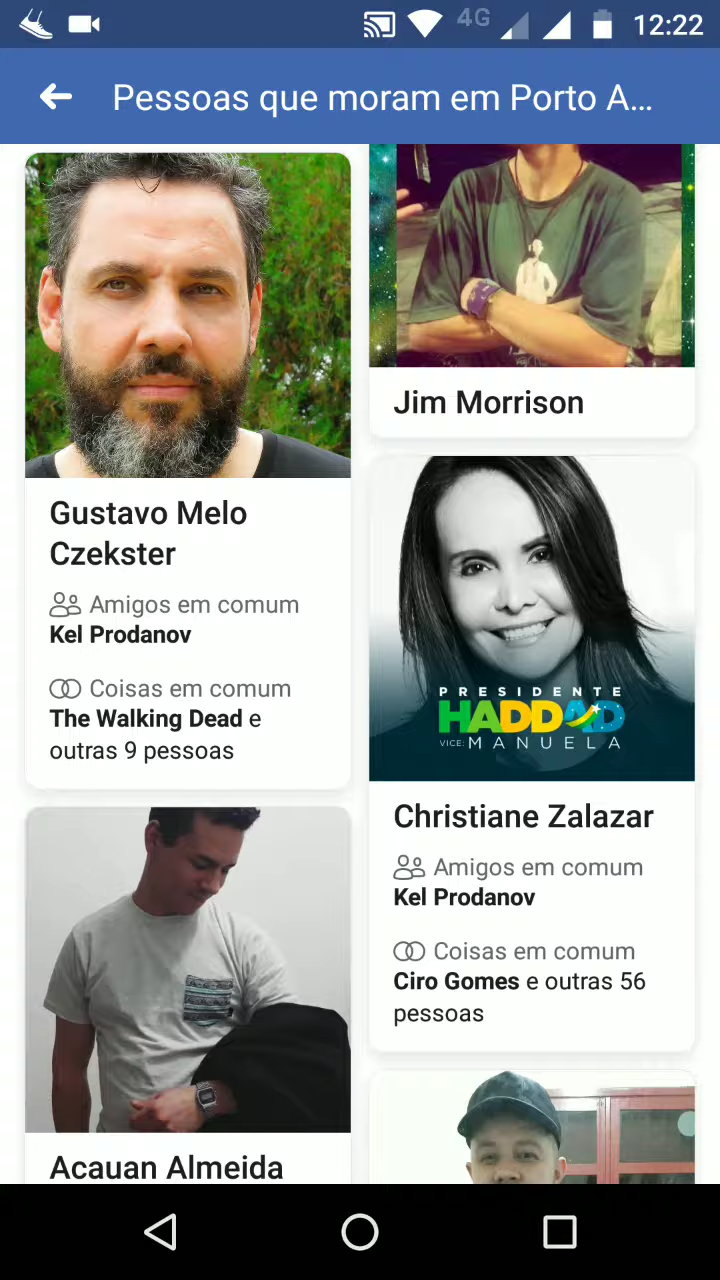 4G
12:22
Pessoas que moram em Porto A...
Gustavo Melo
Czekster
Amigos em comum
Kel Prodanov
Coisas em comum
The Walking Dead e
outras 9 pessoas
Acauan Almeida
Jim Morrison
PRESIDENTE
HADDAD
VICE: MANUELA
Christiane Zalazar
Amigos em comum
Kel Prodanov
Coisas em comum
Ciro Gomes e outras 56
pessoas